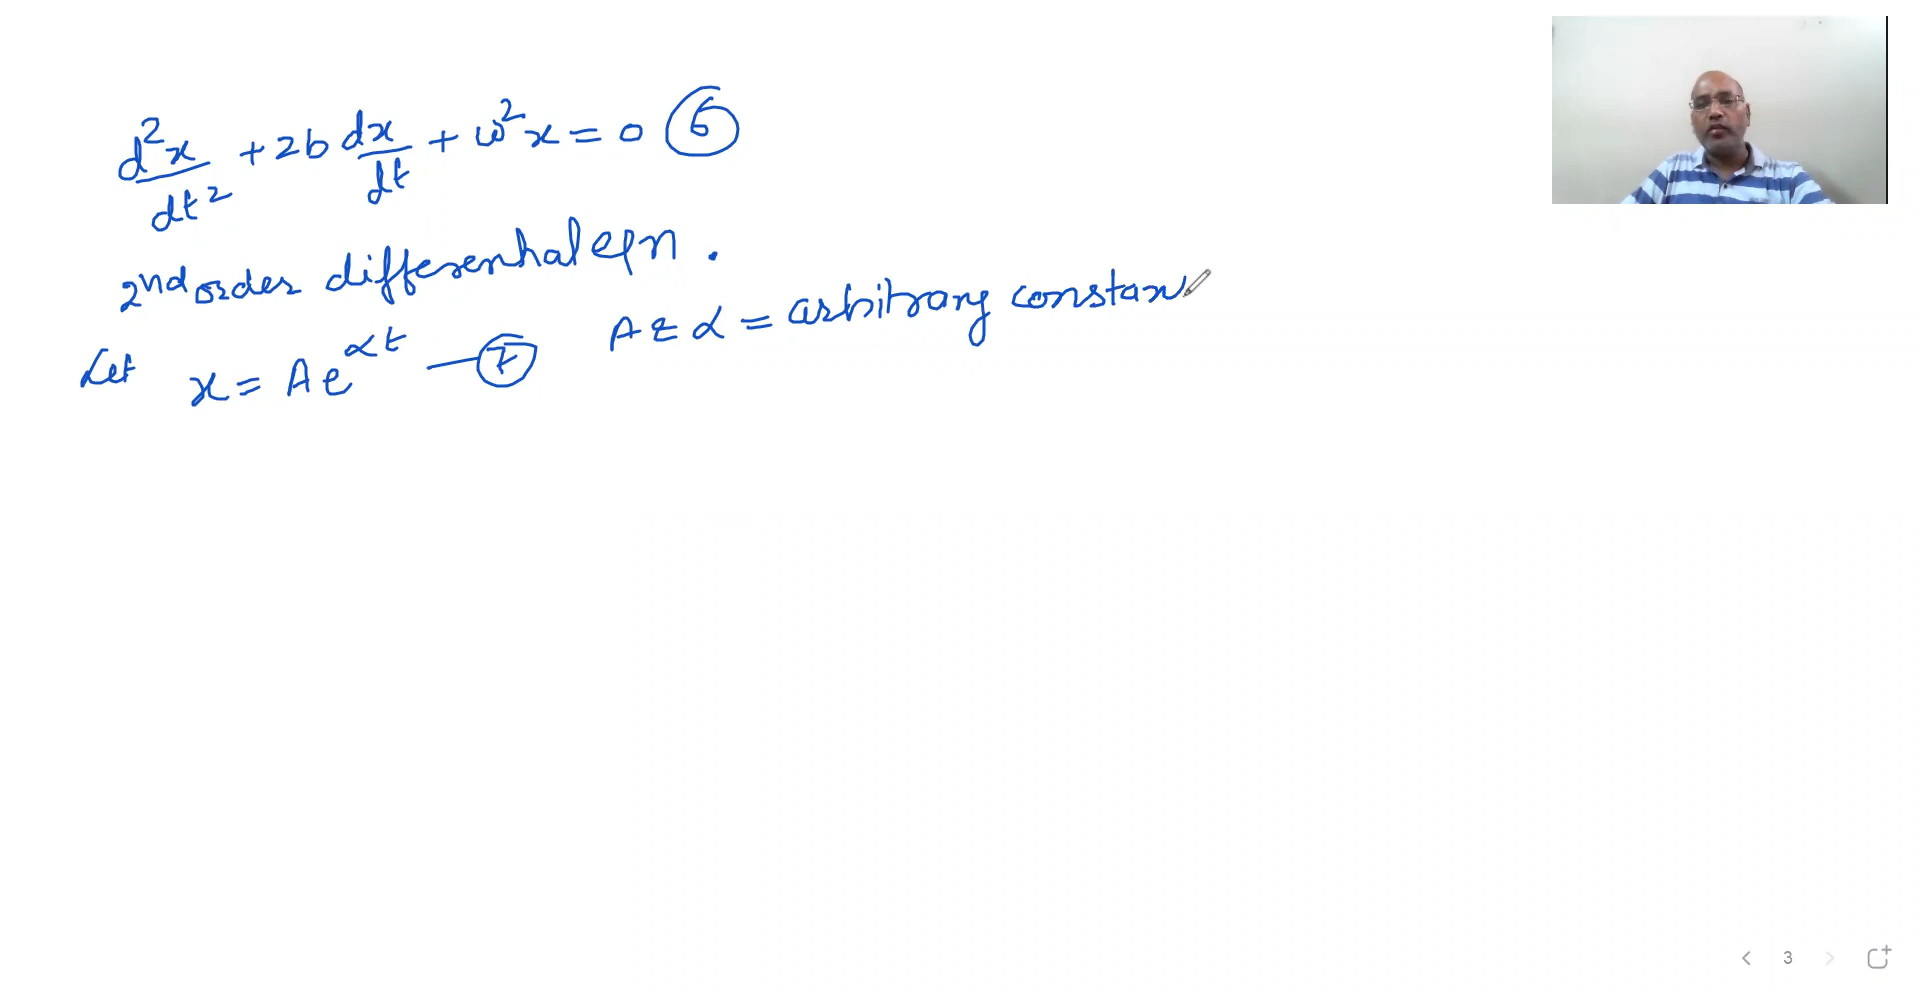 d²x/dt² + 2b dx/dt + ω²x = 0 (6)
2nd order differential eqn.
Let x = Ae^αt — (7) A & α = arbitrary constan
3